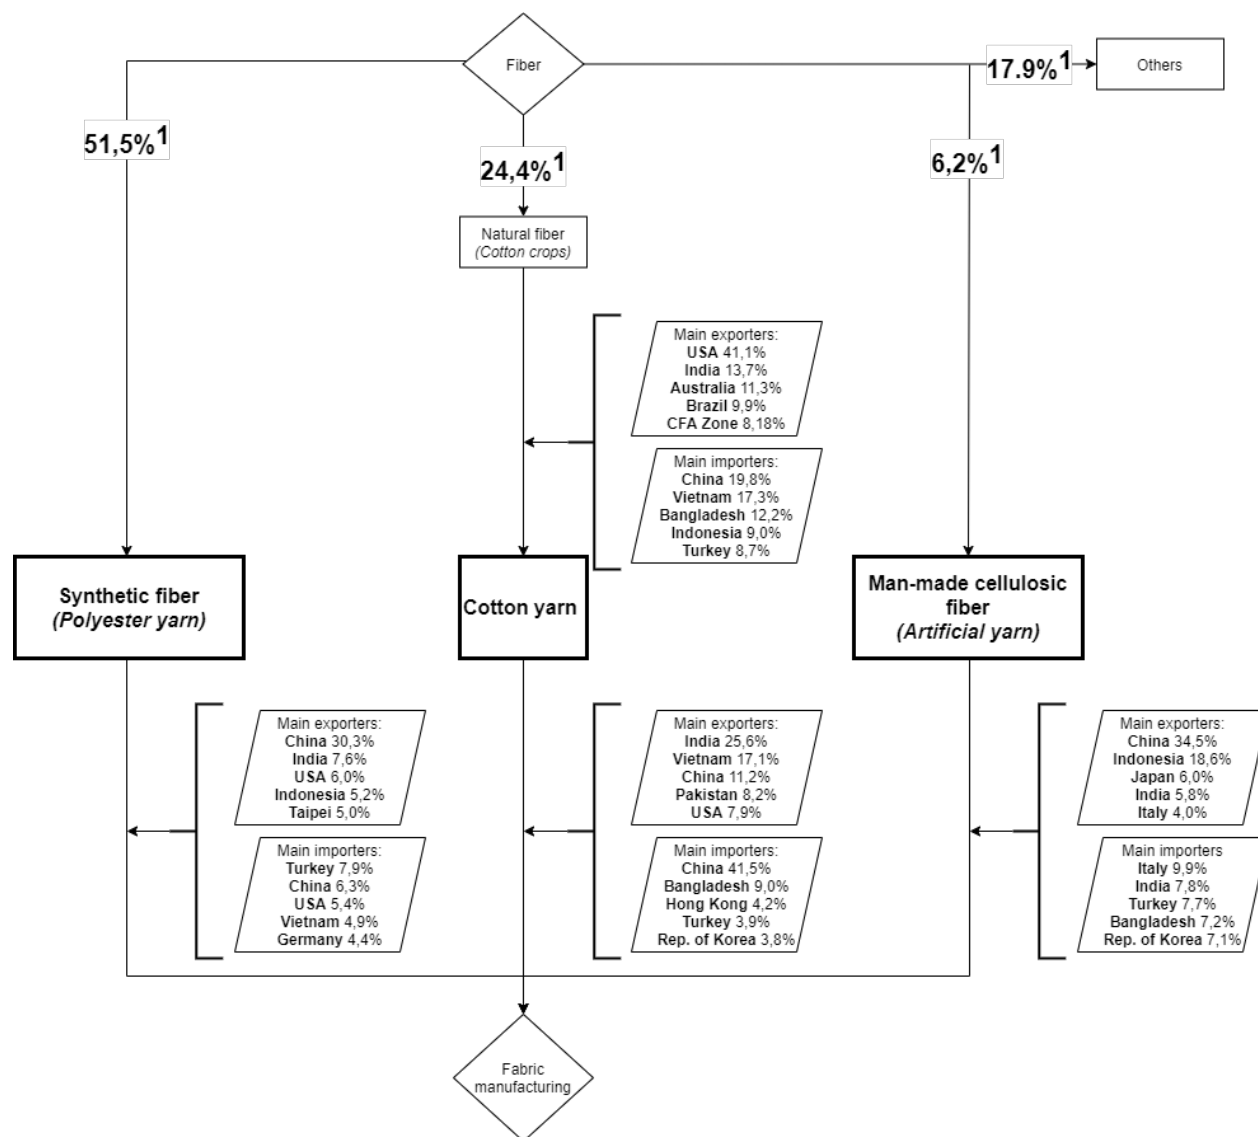 Fiber
17.9%1
Others
51,5%1
24,4%1
6,2%1
Natural fiber
(Cotton crops)
Main exporters:
USA 41,1%
India 13,7%
Australia 11,3%
Brazil 9,9%
CFA Zone 8,18%
Main importers:
China 19,8%
Vietnam 17,3%
Bangladesh 12,2%
Indonesia 9,0%
Turkey 8,7%
Synthetic fiber
(Polyester yarn)
Cotton yarn
Man-made cellulosic
fiber
(Artificial yarn)
Main exporters:
China 30,3%
India 7,6%
USA 6,0%
Indonesia 5,2%
Taipei 5,0%
Main importers:
Turkey 7,9%
China 6,3%
USA 5,4%
Vietnam 4,9%
Germany 4,4%
Main exporters:
India 25,6%
Vietnam 17,1%
China 11,2%
Pakistan 8,2%
USA 7,9%
Main importers:
China 41,5%
Bangladesh 9,0%
Hong Kong 4,2%
Turkey 3,9%
Rep. of Korea 3,8%
Main exporters:
China 34,5%
Indonesia 18,6%
Japan 6,0%
India 5,8%
Italy 4,0%
Main importers
Italy 9,9%
India 7,8%
Turkey 7,7%
Bangladesh 7,2%
Rep. of Korea 7,1%
Fabric
manufacturing